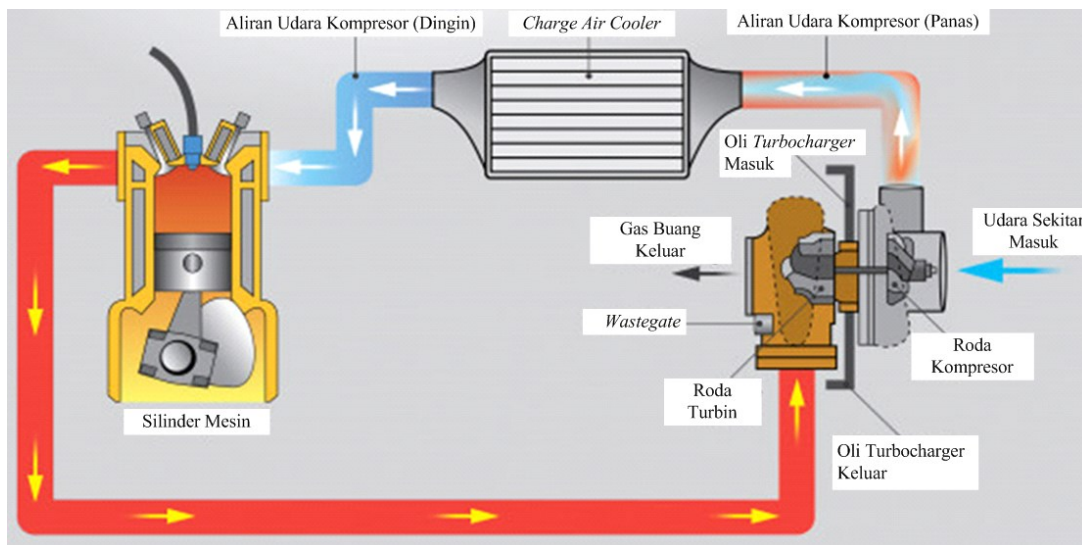 Aliran Udara Kompresor (Dingin)
Charge Air Cooler
Aliran Udara Kompresor (Panas)
Oli Turbocharger
Masuk
Gas Buang
Keluar
Udara Sekitar
Masuk
Wastegate
Roda
Kompresor
Roda
Turbin
Silinder Mesin
Oli Turbocharger
Keluar